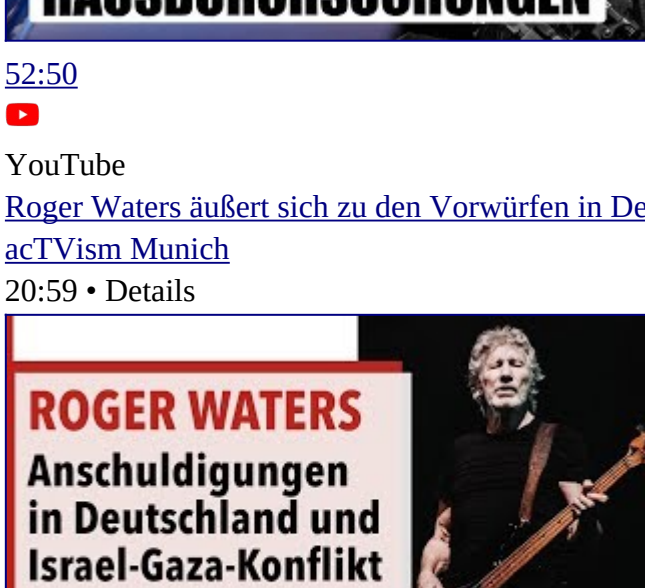 HAUSDURCHSUCHUNGEN
52:50
YouTube
Roger Waters äußert sich zu den Vorwürfen in De
acTVism Munich
20:59 • Details
ROGER WATERS
Anschuldigungen
in Deutschland und
Israel-Gaza-Konflikt